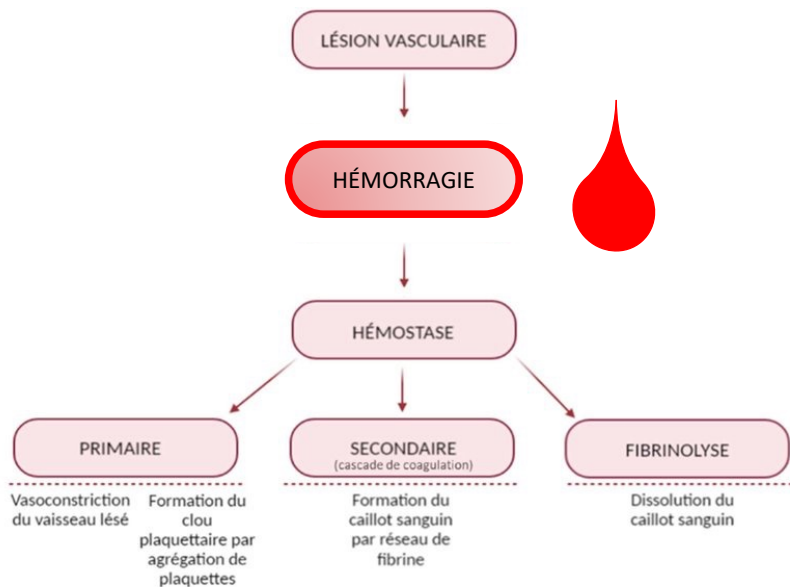 LÉSION VASCULAIRE
HÉMORRAGIE
HÉMOSTASE
PRIMAIRE
Vasoconstriction
du vaisseau lésé
Formation du
clou
plaquettaire par
agrégation de
plaquettes
SECONDAIRE
(cascade de coagulation)
Formation du
caillot sanguin
par réseau de
fibrine
FIBRINOLYSE
Dissolution du
caillot sanguin